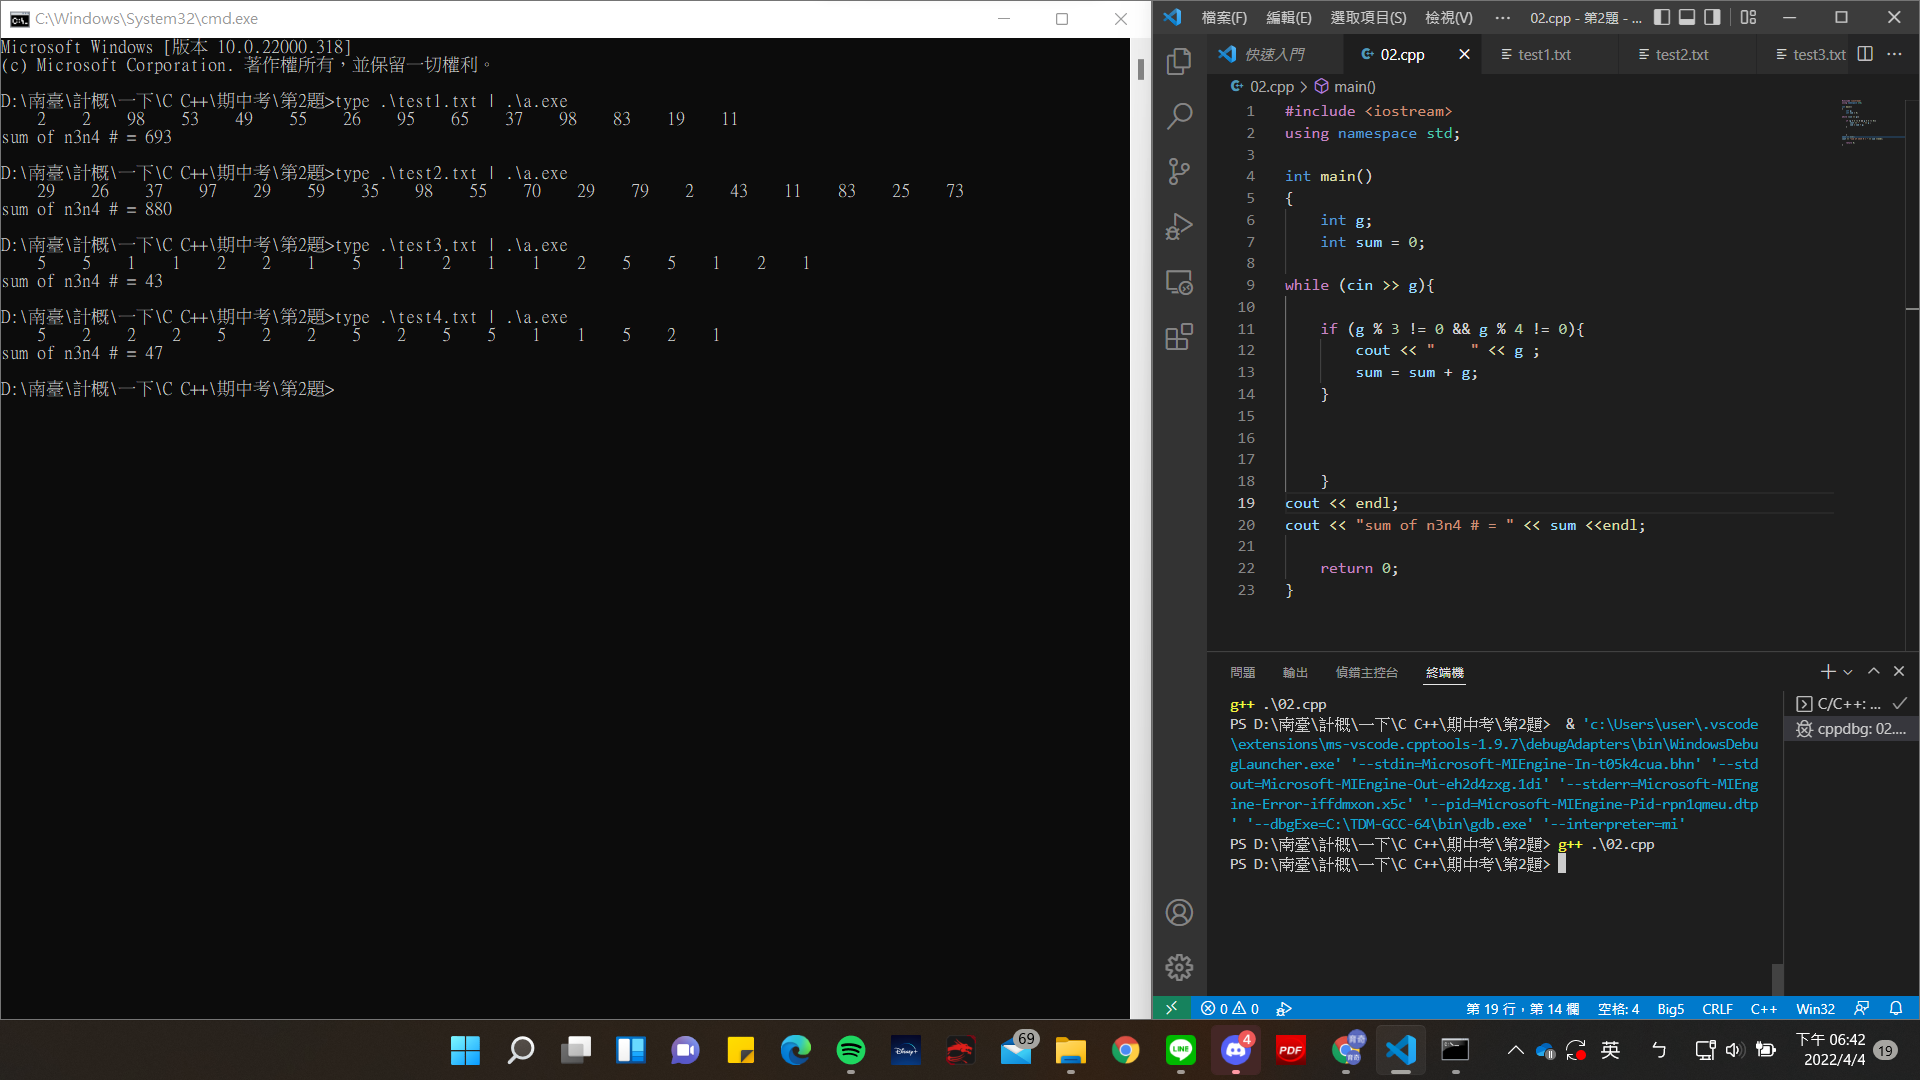 C:\Windows\System32\cmd.exe
Microsoft Windows [版本 10.0.22000.318]
(c) Microsoft Corporation. 著作權所有，並保留一切權利。
D:\南臺\計概\一下\C C++\期中考\第2題>type .\test1.txt | .\a.exe
2 2 98 53 49 55 26 95 65 37 98 83 19 11
sum of n3n4 # = 693
D:\南臺\計概\一下\C C++\期中考\第2題>type .\test2.txt | .\a.exe
29 26 37 97 29 59 35 98 55 70 29 79 2 43 11 83 25 73
sum of n3n4 # = 880
D:\南臺\計概\一下\C C++\期中考\第2題>type .\test3.txt | .\a.exe
5 5 1 1 2 2 1 5 1 2 1 1 2 5 5 1 2 1
sum of n3n4 # = 43
D:\南臺\計概\一下\C C++\期中考\第2題>type .\test4.txt | .\a.exe
5 2 2 2 5 2 2 5 2 5 5 1 1 5 2 1
sum of n3n4 # = 47
D:\南臺\計概\一下\C C++\期中考\第2題>
檔案(F) 編輯(E) 選取項目(S) 檢視(V) ··· 02.cpp - 第2題 - ...
快速入門 02.cpp test1.txt test2.txt test3.txt ···
02.cpp > main()
1 #include <iostream>
2 using namespace std;
3
4 int main()
5 {
6 int g;
7 int sum = 0;
8
9 while (cin >> g){
10
11 if (g % 3 != 0 && g % 4 != 0){
12 cout << "    " << g ;
13 sum = sum + g;
14 }
15
16
17
18 }
19 cout << endl;
20 cout << "sum of n3n4 # = " << sum <<endl;
21
22 return 0;
23 }
問題 輸出 偵錯主控台 終端機
g++ .\02.cpp
PS D:\南臺\計概\一下\C C++\期中考\第2題>  & 'c:\Users\user\.vscode
\extensions\ms-vscode.cpptools-1.9.7\debugAdapters\bin\WindowsDebu
gLauncher.exe' '--stdin=Microsoft-MIEngine-In-t05k4cua.bhn' '--std
out=Microsoft-MIEngine-Out-eh2d4zxg.1di' '--stderr=Microsoft-MIEng
ine-Error-iffdmxon.x5c' '--pid=Microsoft-MIEngine-Pid-rpn1qmeu.dtp
' '--dbgExe=C:\TDM-GCC-64\bin\gdb.exe' '--interpreter=mi'
PS D:\南臺\計概\一下\C C++\期中考\第2題> g++ .\02.cpp
PS D:\南臺\計概\一下\C C++\期中考\第2題>
C/C++: ...
cppdbg: 02....
0 0 第 19 行，第 14 欄 空格: 4 Big5 CRLF C++ Win32
Disney+ 69 4 PDF 英 ㄅ
下午 06:42
2022/4/4 19